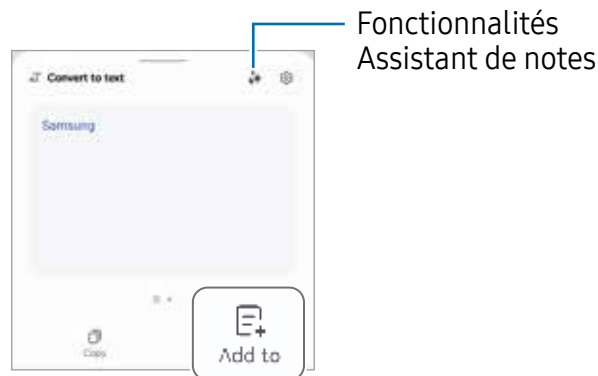 Fonctionnalités
Assistant de notes
Convert to text
Samsung
Copy
Add to